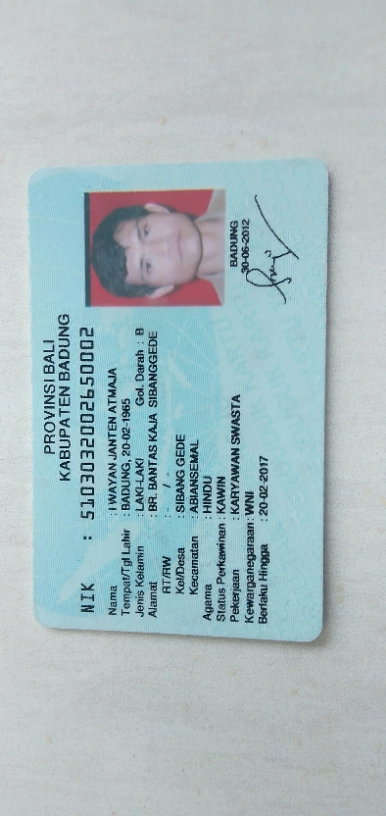 PROVINSI BALI
KABUPATEN BADUNG
NIK : 5103032002650002
Nama : I WAYAN JANTEN ATMAJA
Tempat/Tgl Lahir : BADUNG, 20-02-1965
Jenis Kelamin : LAKI-LAKI Gol. Darah : B
Alamat : BR. BANTAS KAJA SIBANGGEDE
RT/RW : - / -
Kel/Desa : SIBANG GEDE
Kecamatan : ABIANSEMAL
Agama : HINDU
Status Perkawinan : KAWIN
Pekerjaan : KARYAWAN SWASTA
Kewarganegaraan : WNI
Berlaku Hingga : 20-02-2017
BADUNG
30-06-2012